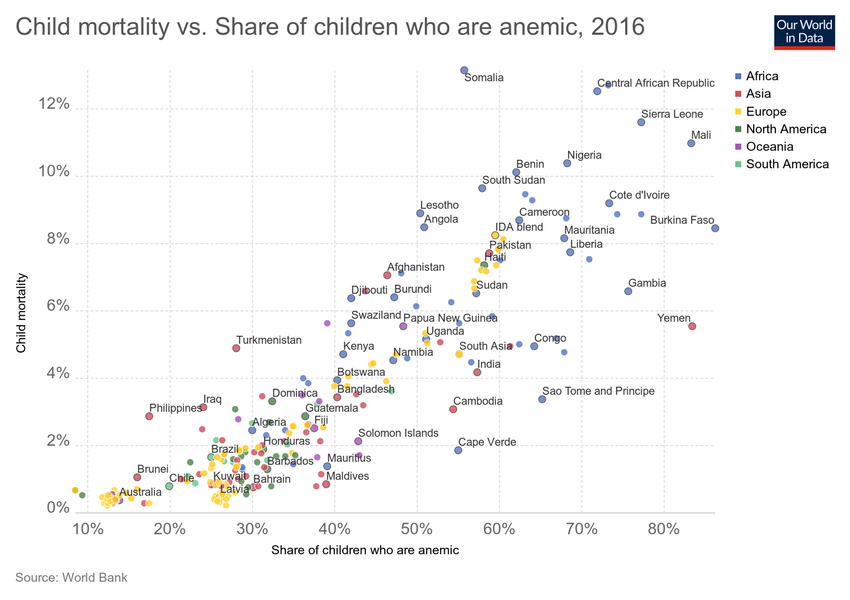 Child mortality vs. Share of children who are anemic, 2016
Our World
in Data
Africa
Asia
Europe
North America
Oceania
South America
Child mortality
12%
10%
8%
6%
4%
2%
0%
Somalia
Central African Republic
Sierra Leone
Mali
Nigeria
Benin
South Sudan
Cote d'Ivoire
Lesotho
Cameroon
Angola
Burkina Faso
IDA blend
Mauritania
Pakistan
Liberia
Haiti
Afghanistan
Sudan
Gambia
Djibouti
Burundi
Swaziland
Papua New Guinea
Yemen
Uganda
Turkmenistan
Kenya
Namibia
South Asia
Congo
India
Botswana
Bangladesh
Sao Tome and Principe
Dominica
Iraq
Philippines
Guatemala
Cambodia
Algeria
Fiji
Solomon Islands
Honduras
Cape Verde
Brazil
Barbados
Mauritius
Brunei
Chile
Kuwait
Bahrain
Maldives
Australia
Latvia
10%
20%
30%
40%
50%
60%
70%
80%
Share of children who are anemic
Source: World Bank